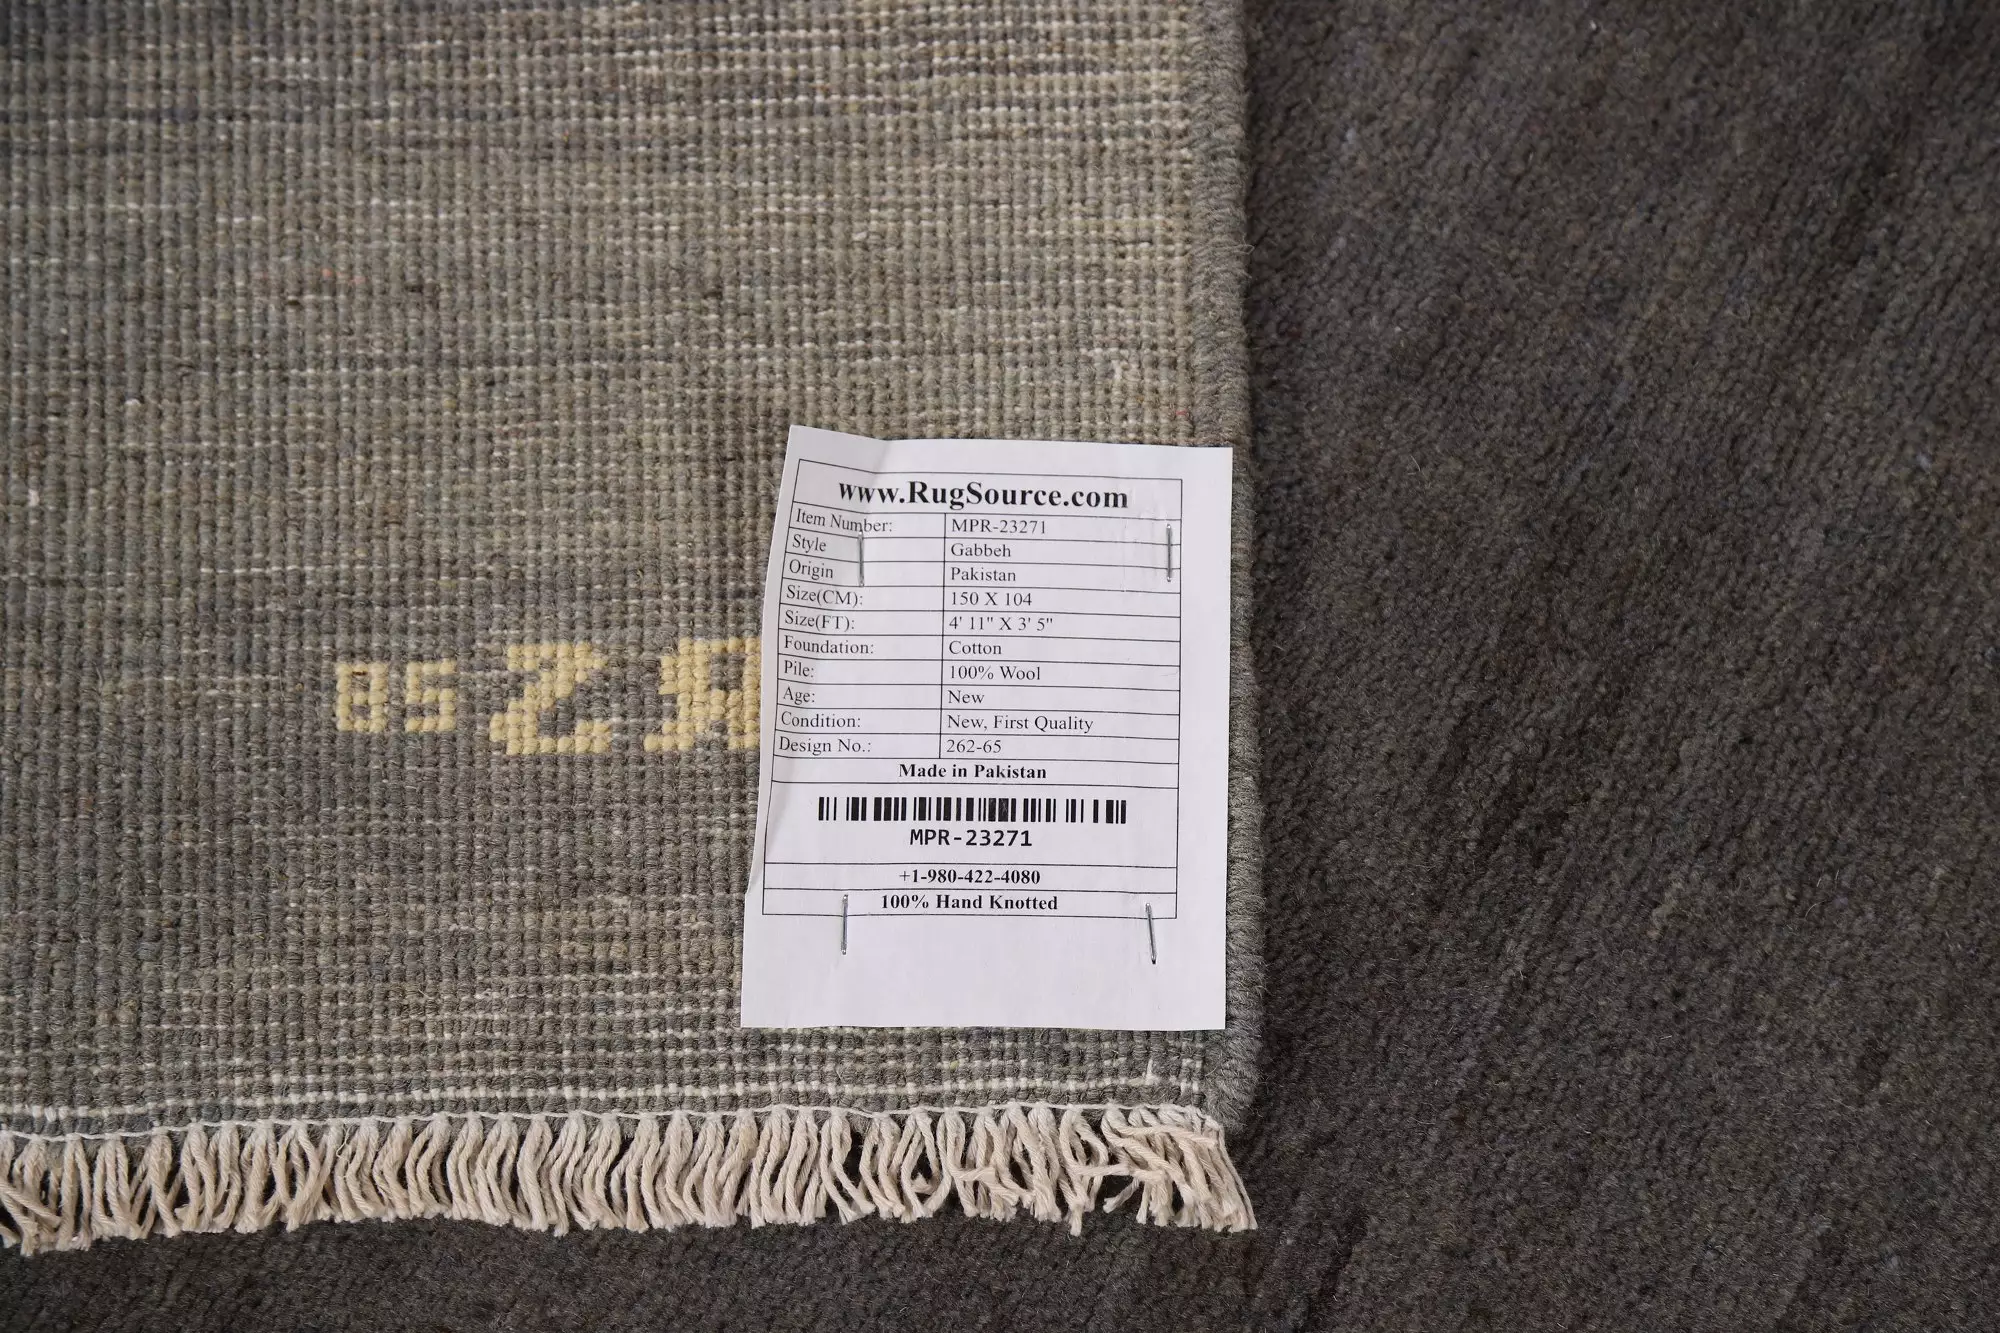 www.RugSource.com
Item Number: MPR-23271
Style Gabbeh
Origin Pakistan
Size(CM): 150 X 104
Size(FT): 4' 11" X 3' 5"
Foundation: Cotton
Pile: 100% Wool
Age: New
Condition: New, First Quality
Design No.: 262-65
Made in Pakistan
MPR-23271
+1-980-422-4080
100% Hand Knotted